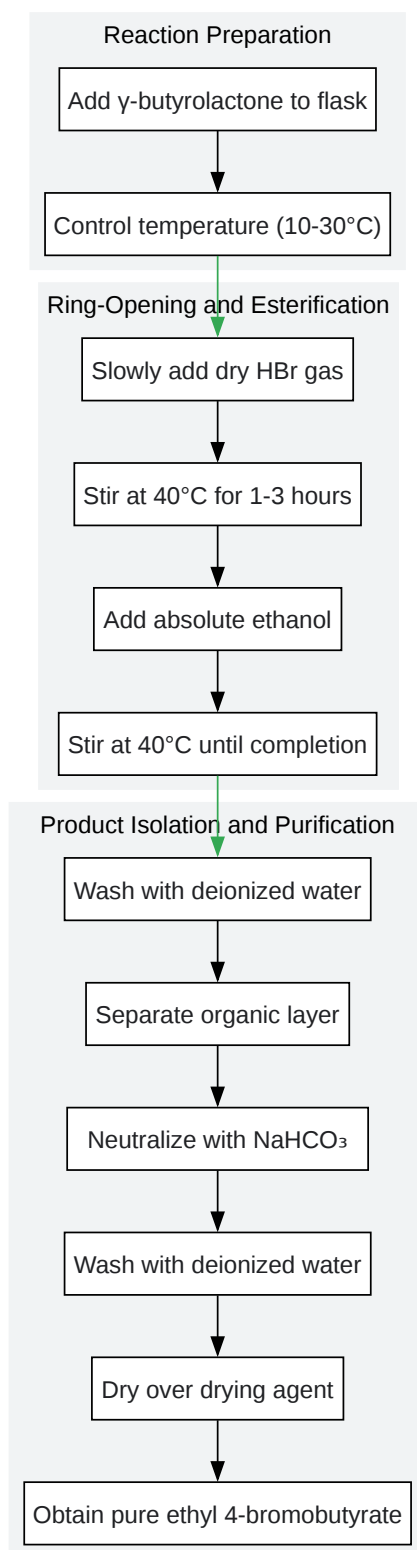 Reaction Preparation
Add γ-butyrolactone to flask
Control temperature (10-30°C)
Ring-Opening and Esterification
Slowly add dry HBr gas
Stir at 40°C for 1-3 hours
Add absolute ethanol
Stir at 40°C until completion
Product Isolation and Purification
Wash with deionized water
Separate organic layer
Neutralize with NaHCO₃
Wash with deionized water
Dry over drying agent
Obtain pure ethyl 4-bromobutyrate